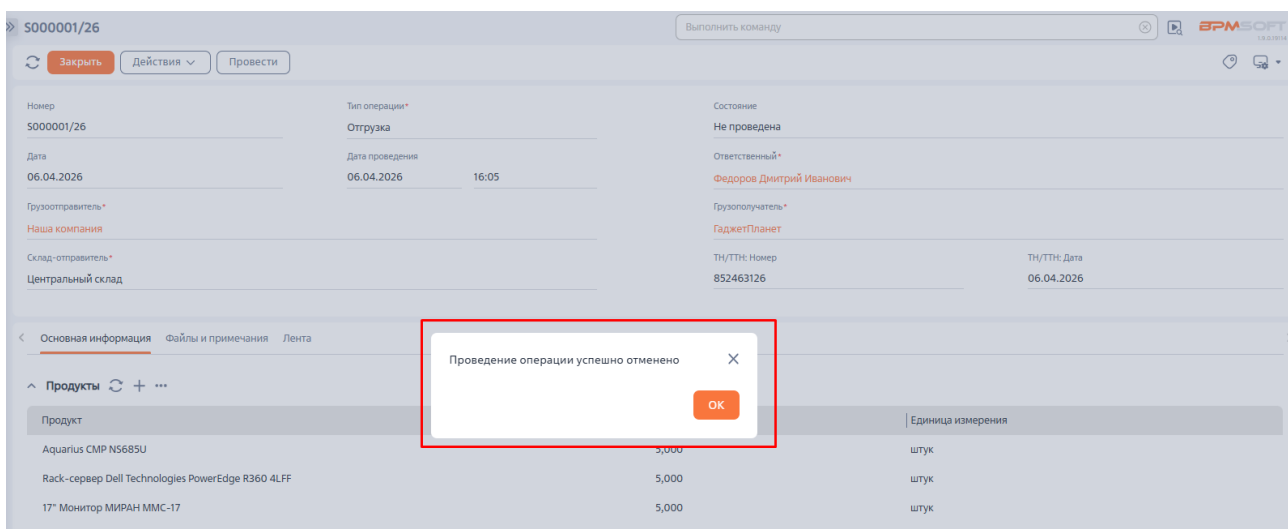 S000001/26
Выполнить команду
BPMSOFT
Закрыть
Действия
Провести
Номер
Тип операции*
Состояние
S000001/26
Отгрузка
Не проведена
Дата
Дата проведения
Ответственный*
06.04.2026
06.04.2026
16:05
Федоров Дмитрий Иванович
Грузоотправитель*
Грузополучатель*
Наша компания
ГаджетПланет
Склад-отправитель*
ТН/ТТН: Номер
ТН/ТТН: Дата
Центральный склад
852463126
06.04.2026
Основная информация
Файлы и примечания
Лента
Проведение операции успешно отменено
ОК
Продукты
Продукт
Единица измерения
Aquarius CMP NS685U
5,000
штук
Rack-сервер Dell Technologies PowerEdge R360 4LFF
5,000
штук
17" Монитор МИРАН ММС-17
5,000
штук